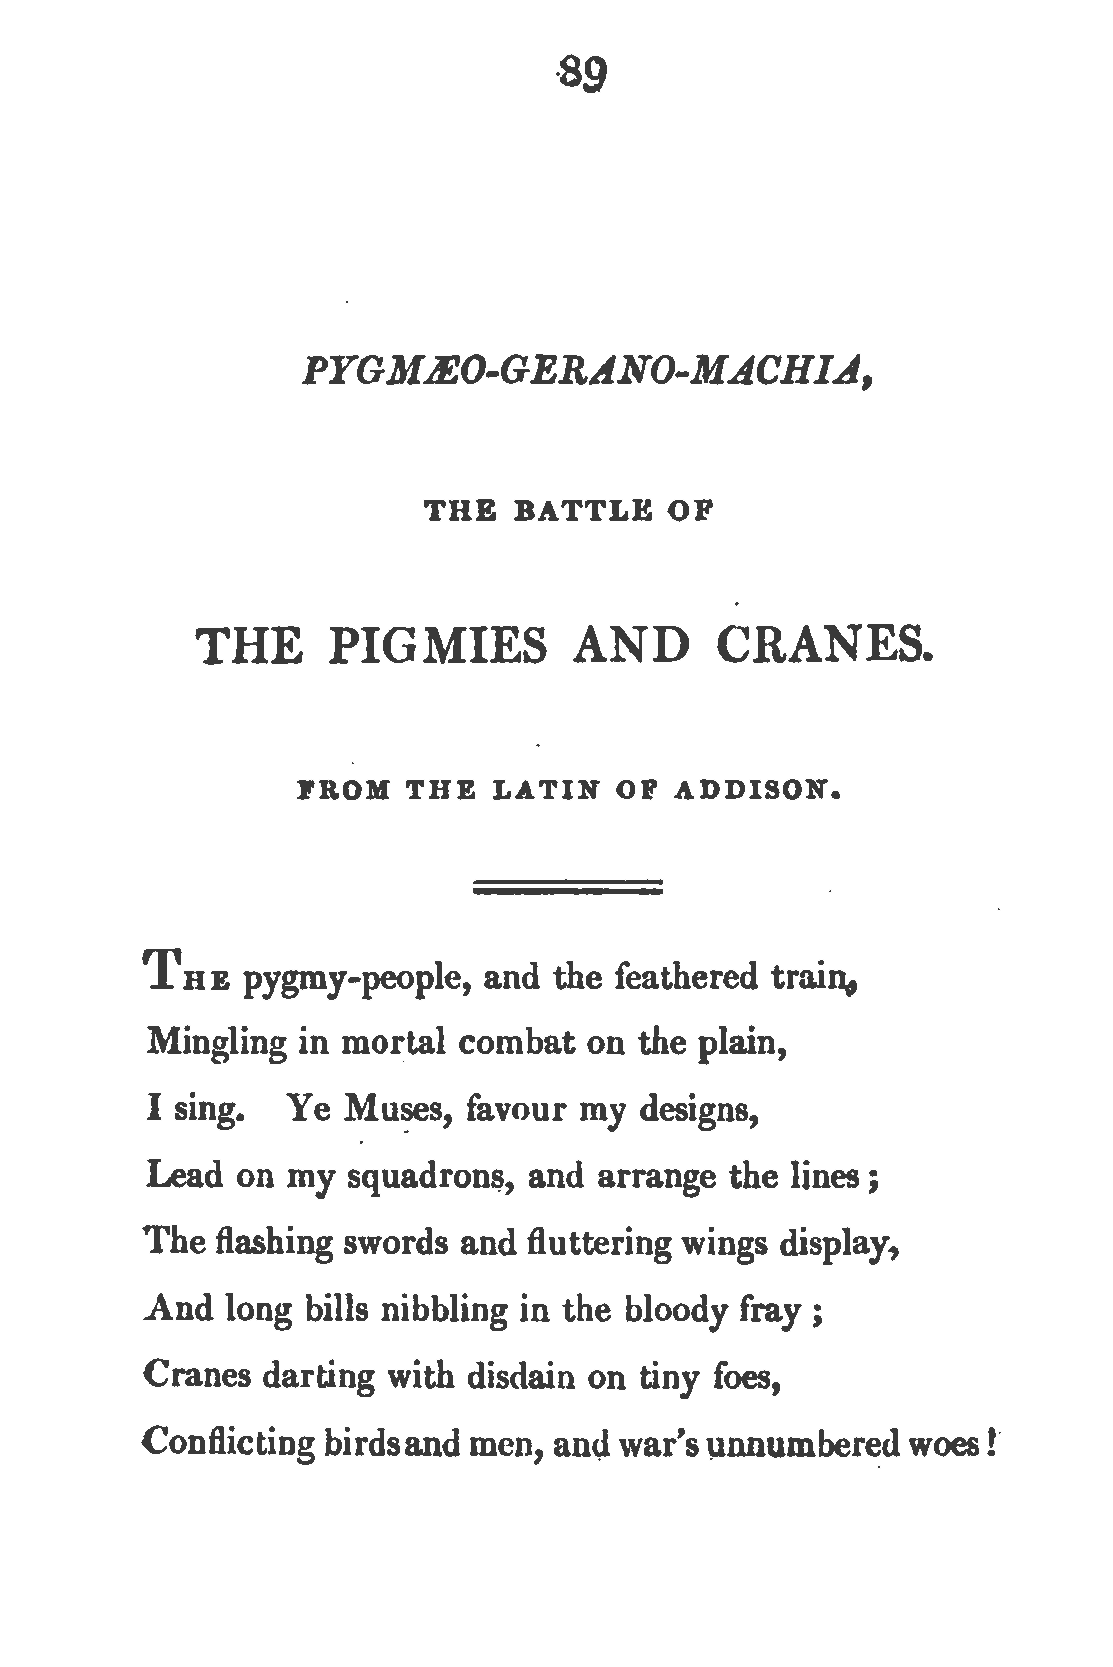 89
PYGMÆO-GERANO-MACHIA,
THE BATTLE OF
THE PIGMIES AND CRANES.
FROM THE LATIN OF ADDISON.
THE pygmy-people, and the feathered train,
Mingling in mortal combat on the plain,
I sing. Ye Muses, favour my designs,
Lead on my squadrons, and arrange the lines;
The flashing swords and fluttering wings display,
And long bills nibbling in the bloody fray;
Cranes darting with disdain on tiny foes,
Conflicting birds and men, and war's unnumbered woes!